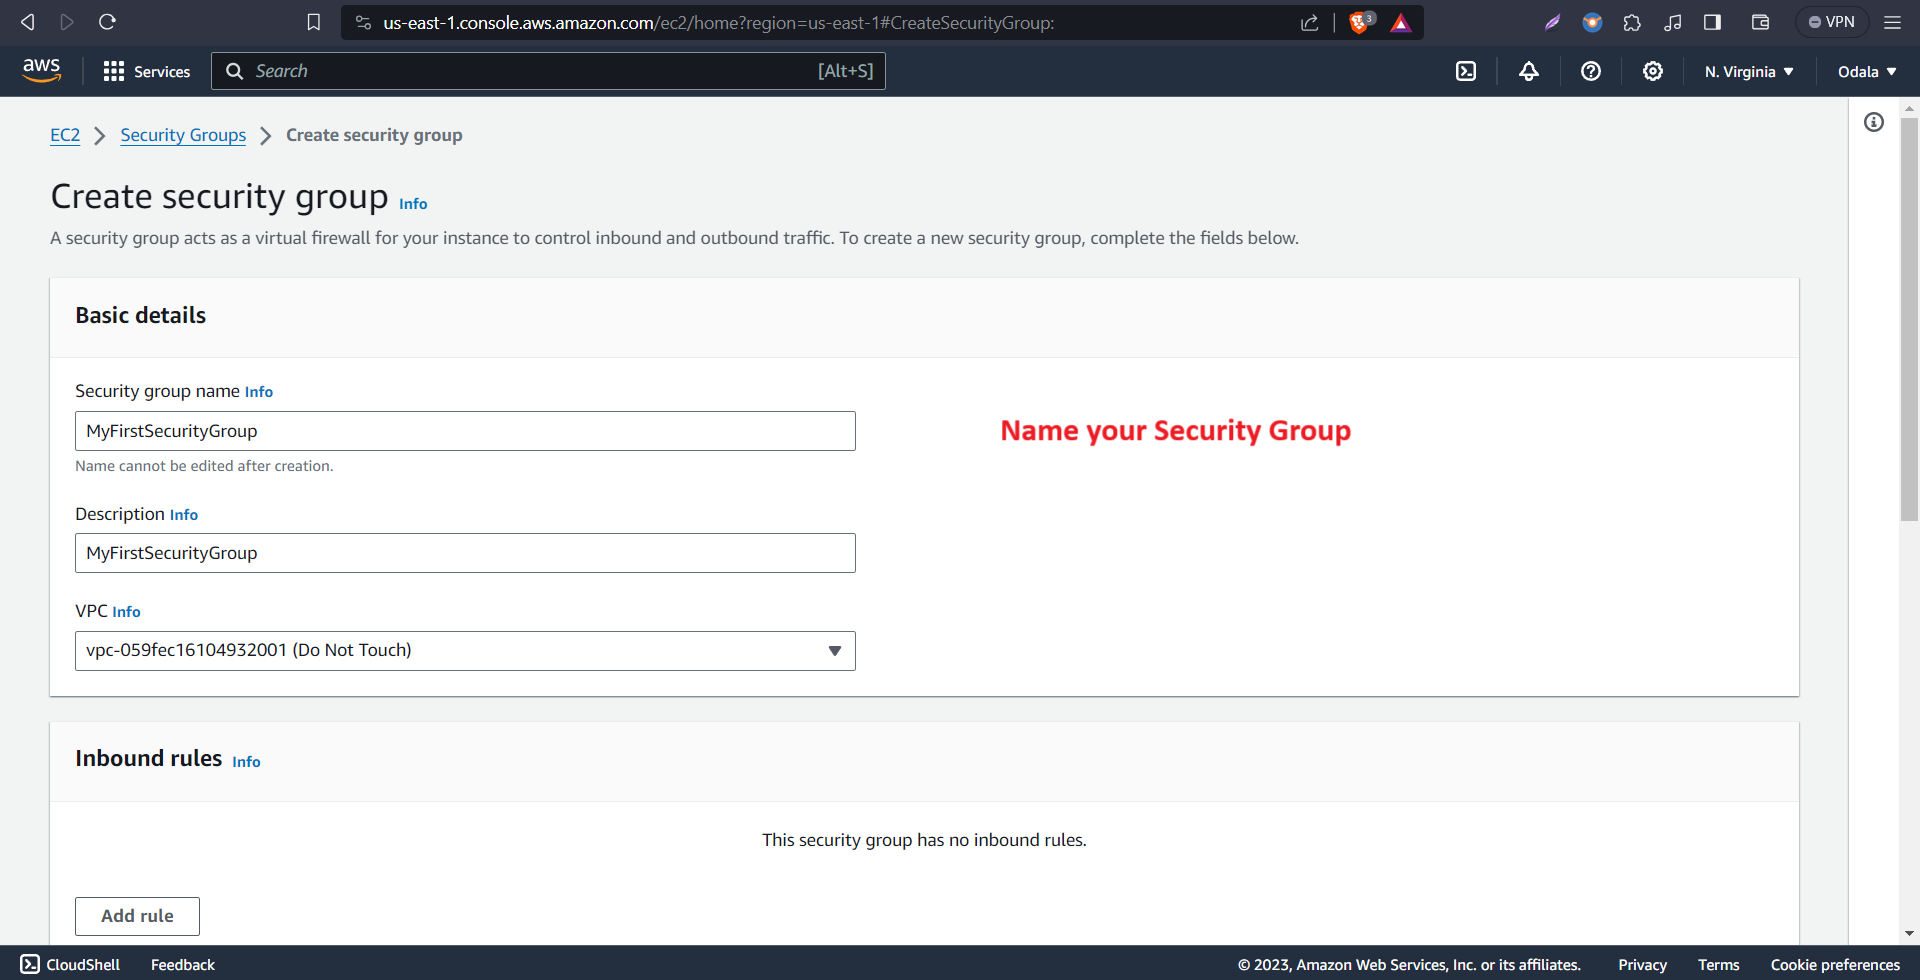 us-east-1.console.aws.amazon.com/ec2/home?region=us-east-1#CreateSecurityGroup:
3
VPN
aws
Services
Search
[Alt+S]
N. Virginia
Odala
EC2
Security Groups
Create security group
Create security group Info
A security group acts as a virtual firewall for your instance to control inbound and outbound traffic. To create a new security group, complete the fields below.
Basic details
Security group name Info
MyFirstSecurityGroup
Name your Security Group
Name cannot be edited after creation.
Description Info
MyFirstSecurityGroup
VPC Info
vpc-059fec16104932001 (Do Not Touch)
Inbound rules Info
This security group has no inbound rules.
Add rule
CloudShell
Feedback
© 2023, Amazon Web Services, Inc. or its affiliates.
Privacy
Terms
Cookie preferences